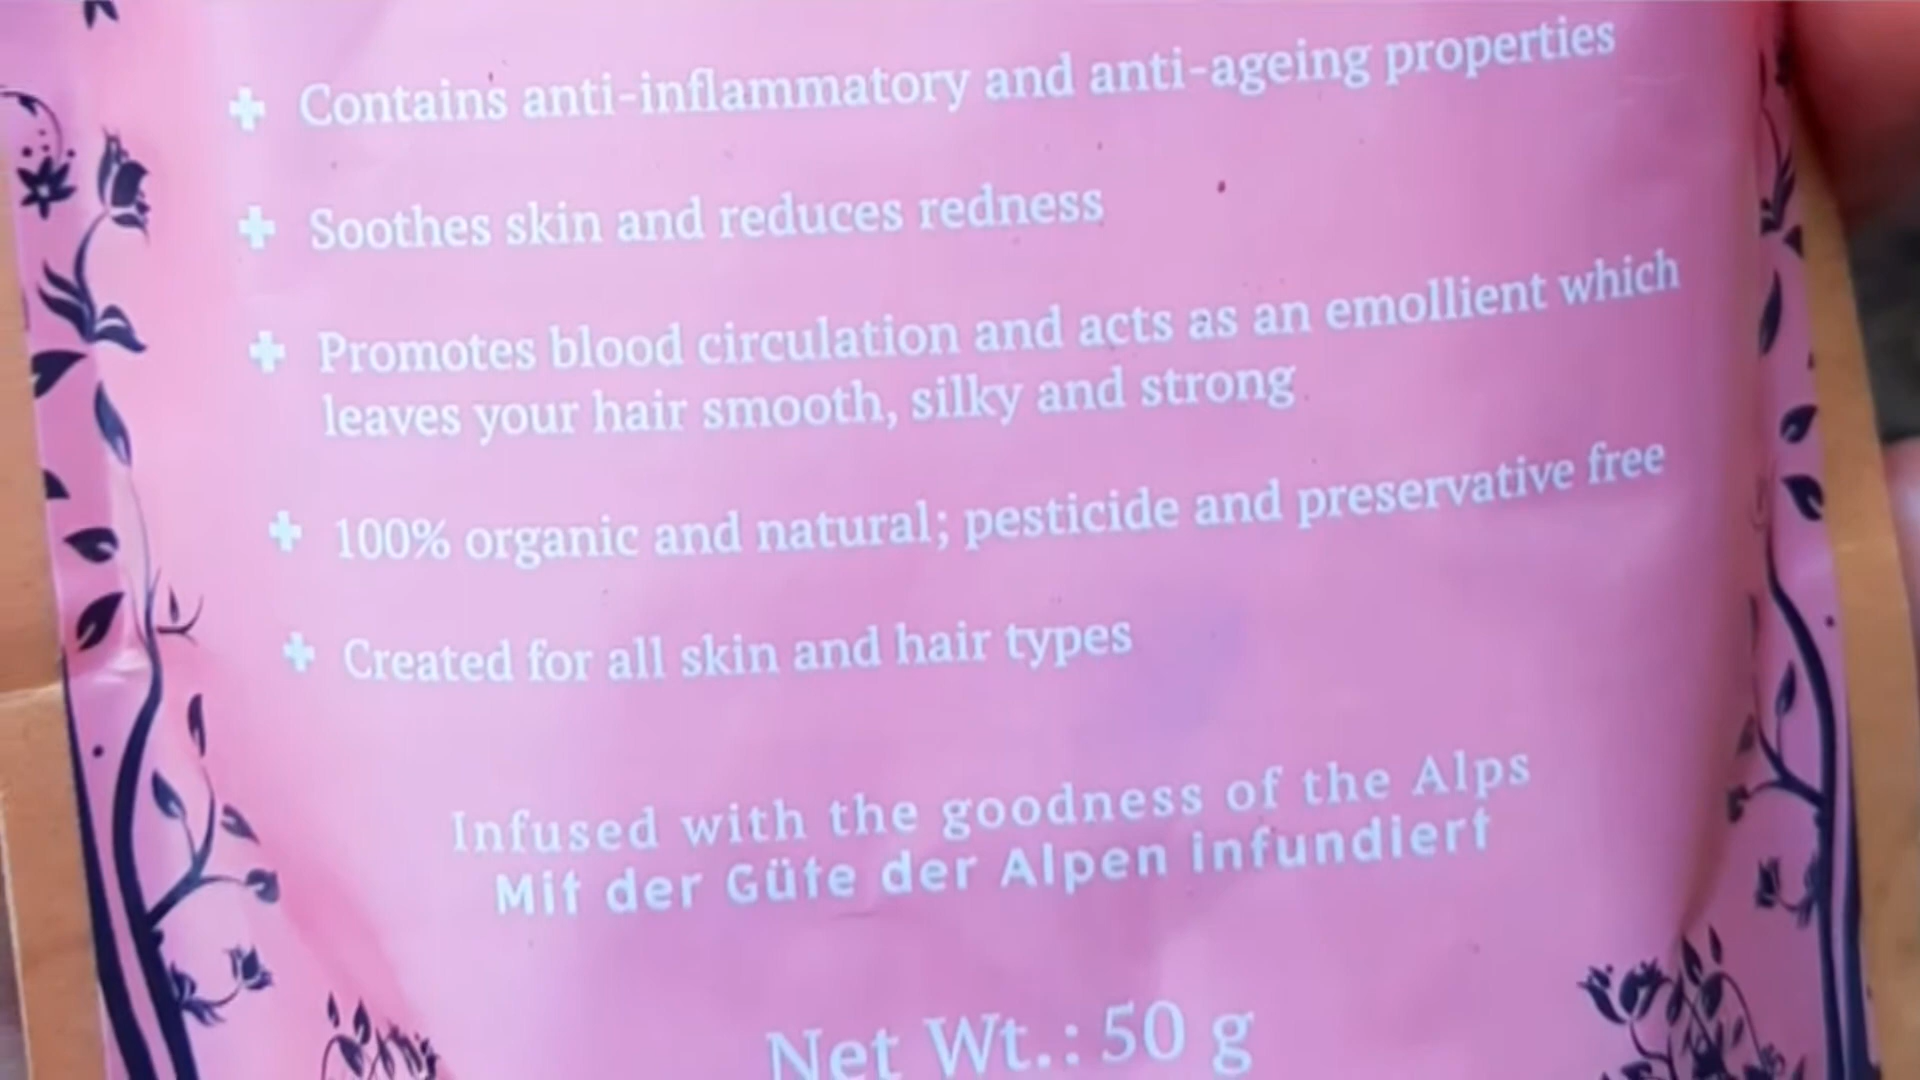 Contains anti-inflammatory and anti-ageing properties
Soothes skin and reduces redness
Promotes blood circulation and acts as an emollient which
leaves your hair smooth, silky and strong
100% organic and natural; pesticide and preservative free
Created for all skin and hair types
Infused with the goodness of the Alps
Mit der Güte der Alpen infundiert
Net Wt.: 50 g